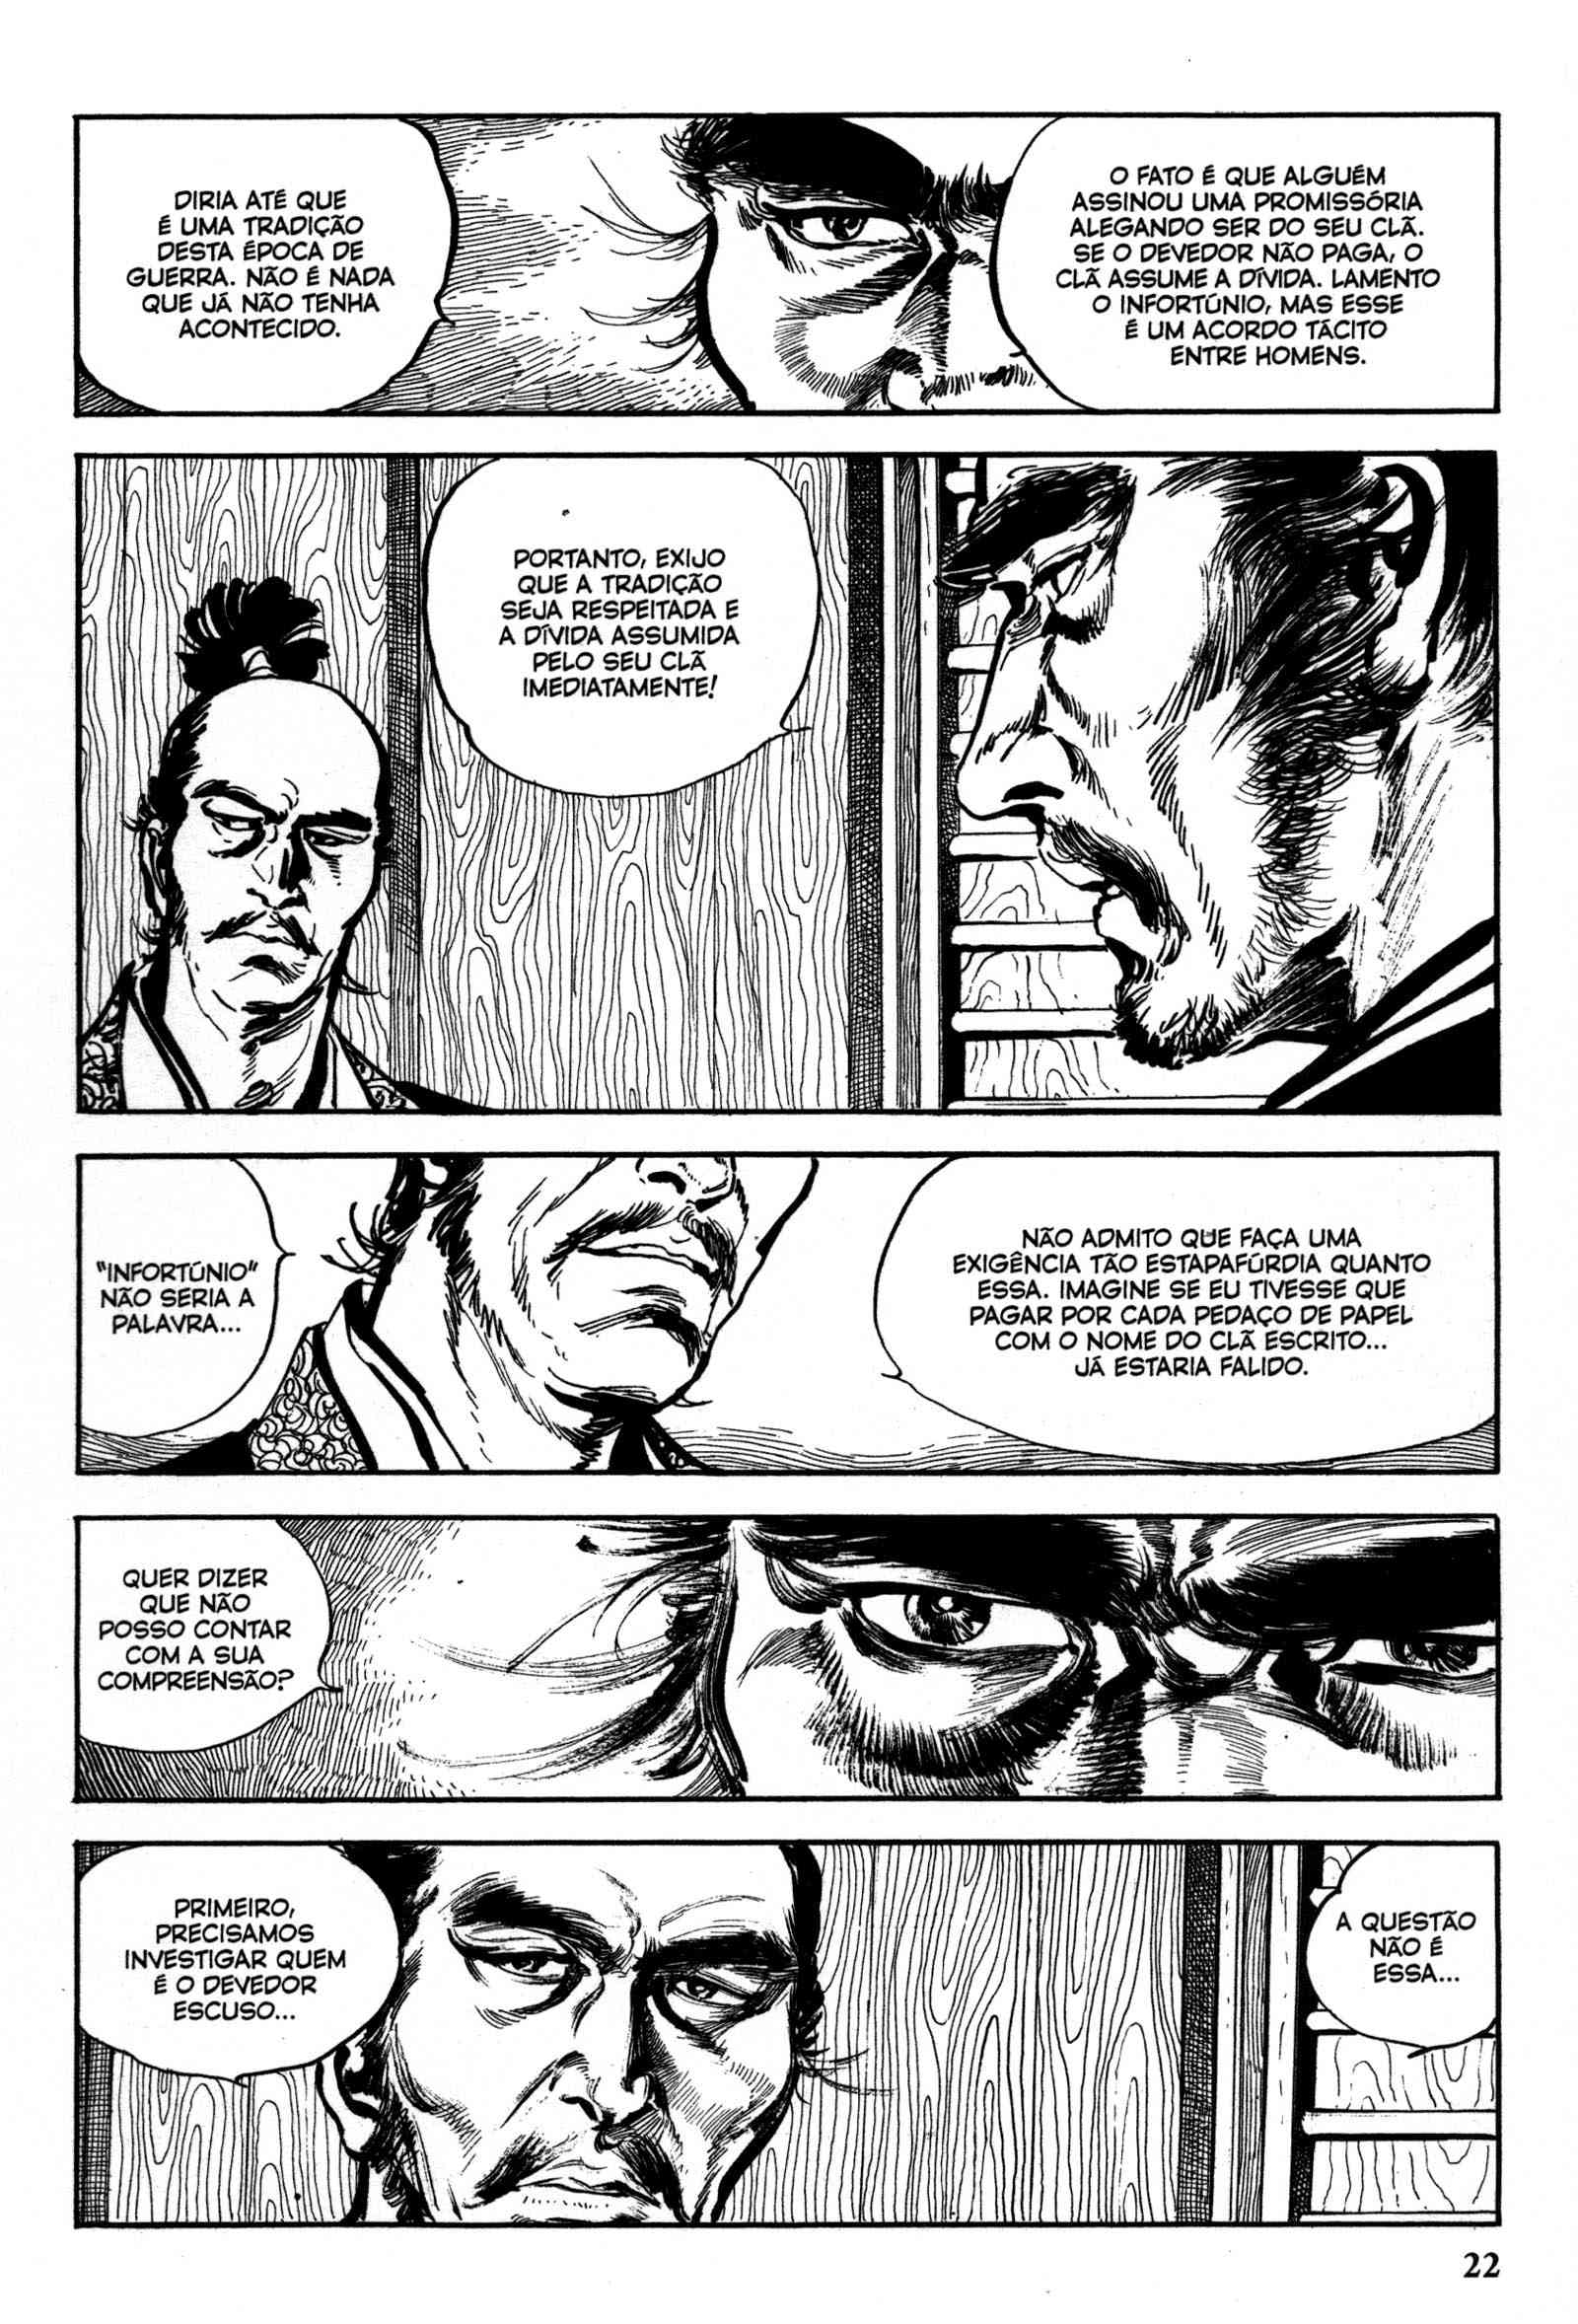 O FATO É QUE ALGUÉM
ASSINOU UMA PROMISSÓRIA
ALEGANDO SER DO SEU CLÃ.
SE O DEVEDOR NÃO PAGA, O
CLÃ ASSUME A DÍVIDA. LAMENTO
O INFORTÚNIO, MAS ESSE
É UM ACORDO TÁCITO
ENTRE HOMENS.
DIRIA ATÉ QUE
É UMA TRADIÇÃO
DESTA ÉPOCA DE
GUERRA. NÃO É NADA
QUE JÁ NÃO TENHA
ACONTECIDO.
PORTANTO, EXIJO
QUE A TRADIÇÃO
SEJA RESPEITADA E
A DÍVIDA ASSUMIDA
PELO SEU CLÃ
IMEDIATAMENTE!
NÃO ADMITO QUE FAÇA UMA
EXIGÊNCIA TÃO ESTAPAFÚRDIA QUANTO
ESSA. IMAGINE SE EU TIVESSE QUE
PAGAR POR CADA PEDAÇO DE PAPEL
COM O NOME DO CLÃ ESCRITO...
JÁ ESTARIA FALIDO.
"INFORTÚNIO"
NÃO SERIA A
PALAVRA...
QUER DIZER
QUE NÃO
POSSO CONTAR
COM A SUA
COMPREENSÃO?
A QUESTÃO
NÃO É
ESSA...
PRIMEIRO,
PRECISAMOS
INVESTIGAR QUEM
É O DEVEDOR
ESCUSO...
22